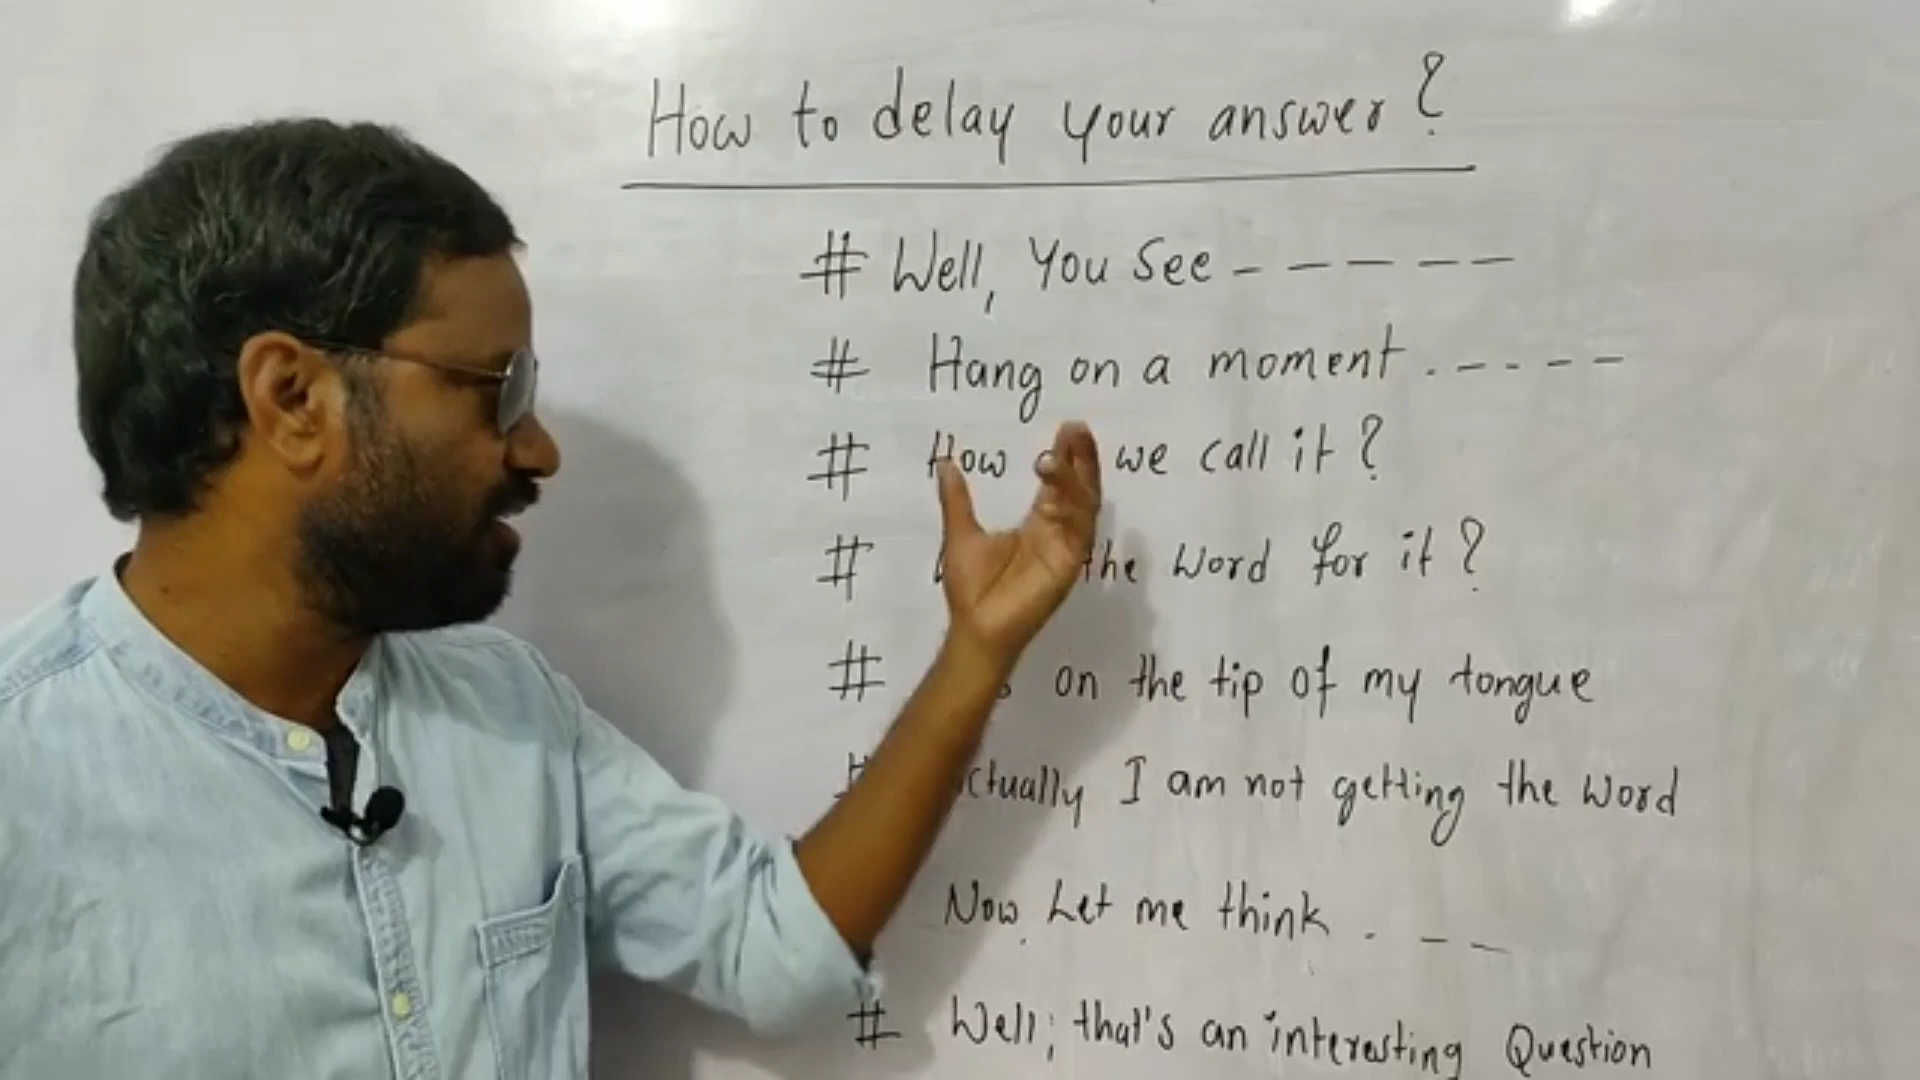 How to delay your answer?
# Well, You See - - - - -
# Hang on a moment . - - - -
# How we call it?
# the word for it?
# on the tip of my tongue
# I am not getting the word
Now, Let me think . - -
# Well; that's an interesting Question